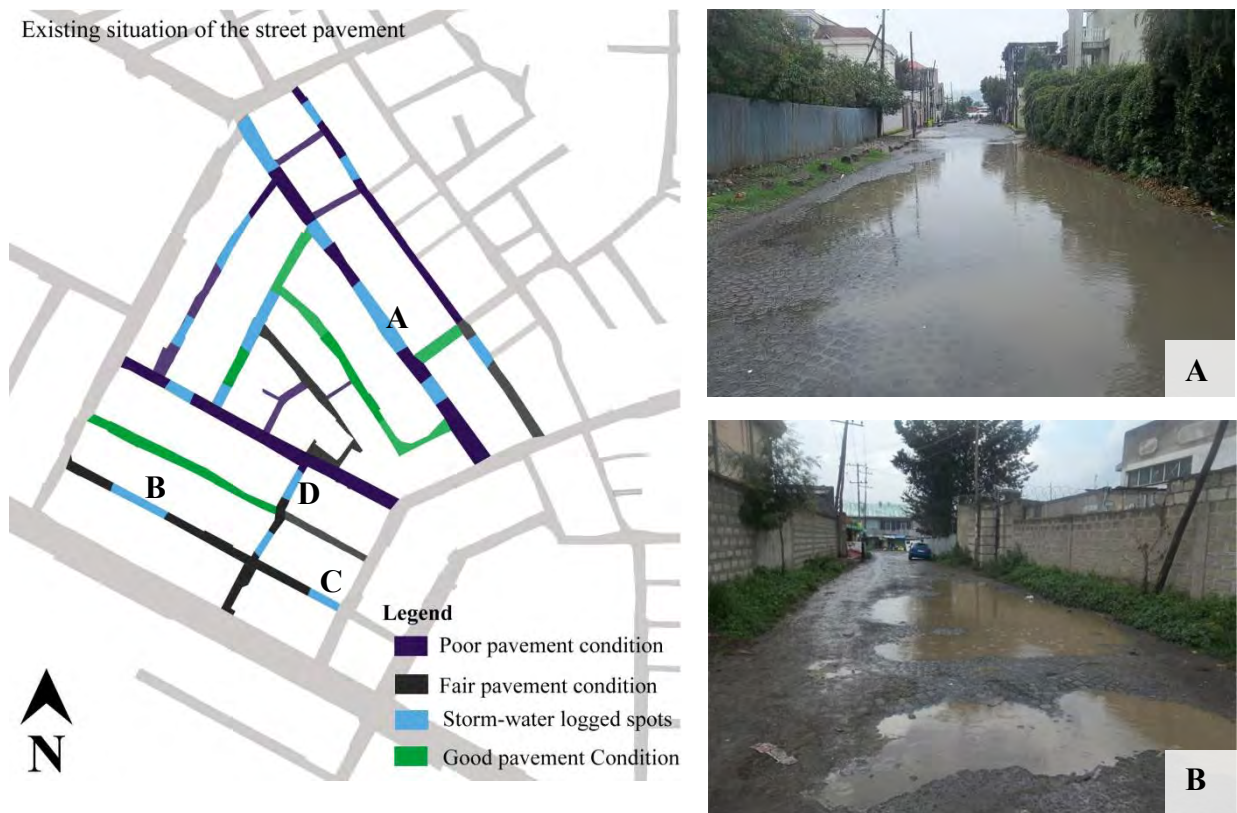 Existing situation of the street pavement
A
B
D
C
Legend
Poor pavement condition
Fair pavement condition
Storm-water logged spots
Good pavement Condition
N
A
B